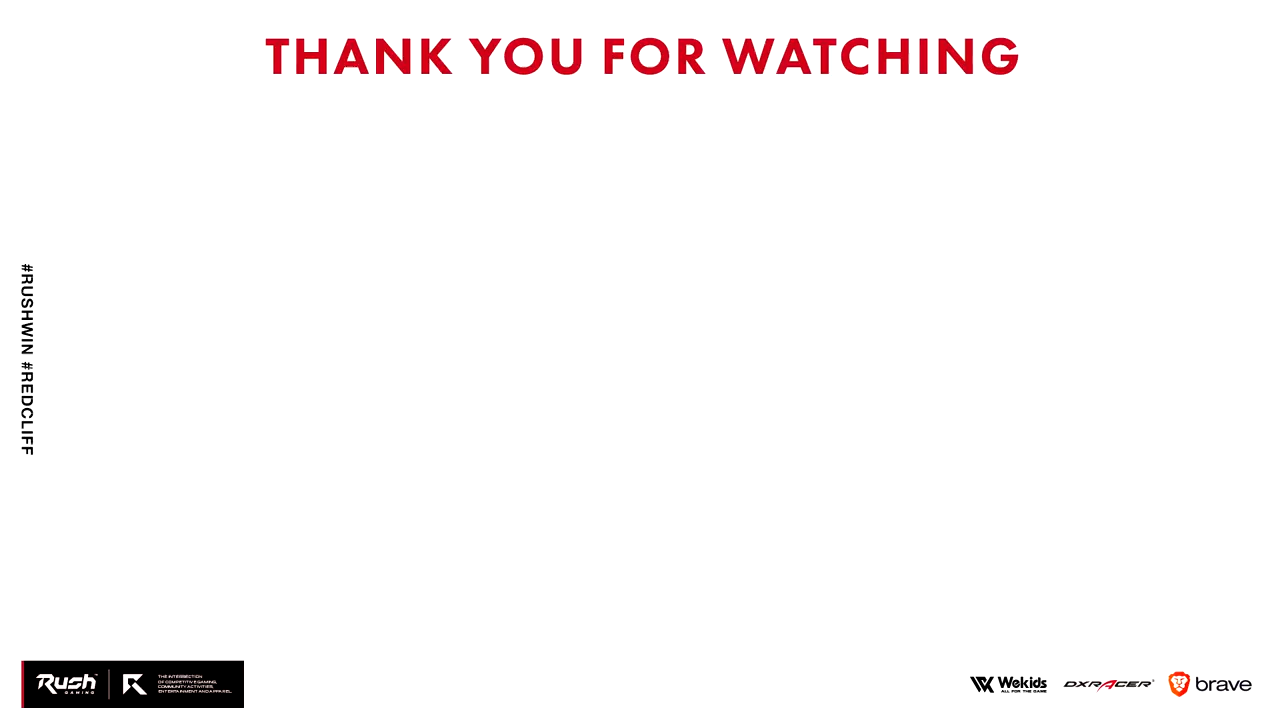 THANK YOU FOR WATCHING
#RUSHWIN #REDCLIFF
Rush
GAMING
THE INTERSECTION
OF COMPETITIVE GAMING,
COMMUNITY ACTIVITIES,
ENTERTAINMENT AND APPAREL.
Wekids
ALL FOR THE GAME
DXRACER
brave